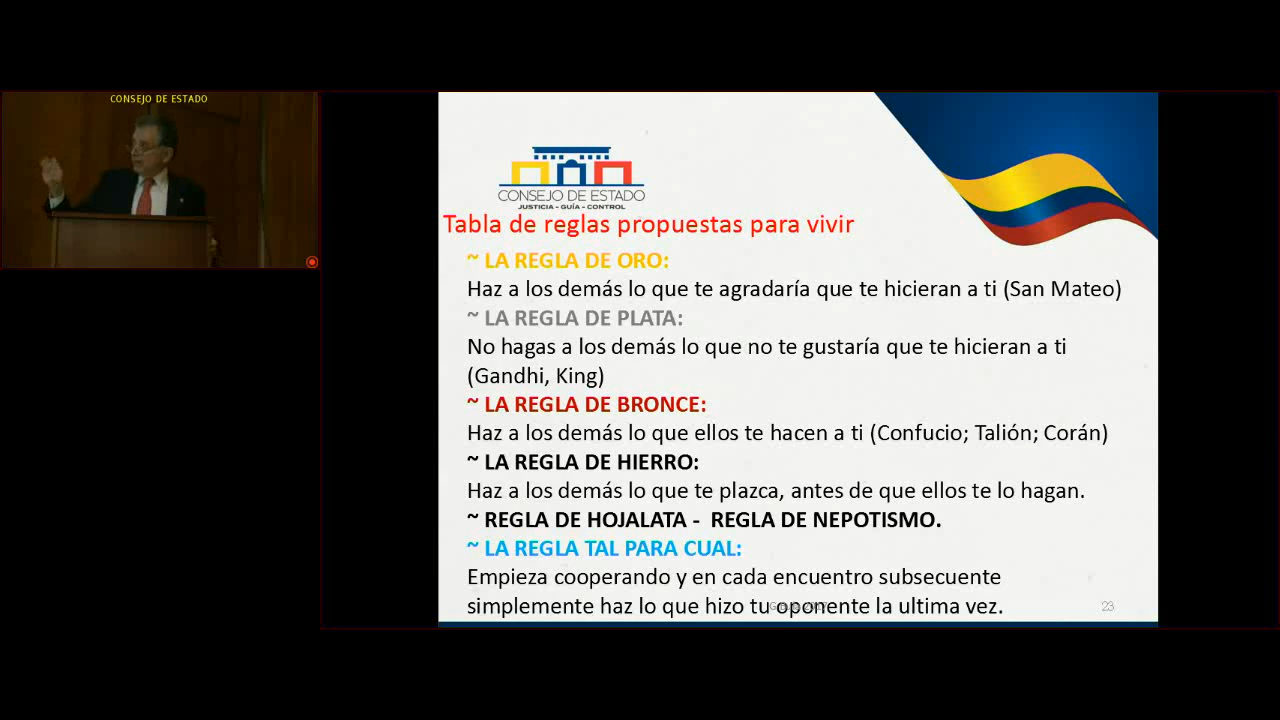 CONSEJO DE ESTADO
CONSEJO DE ESTADO
JUSTICIA - GUÍA - CONTROL
Tabla de reglas propuestas para vivir
~ LA REGLA DE ORO:
Haz a los demás lo que te agradaría que te hicieran a ti (San Mateo)
~ LA REGLA DE PLATA:
No hagas a los demás lo que no te gustaría que te hicieran a ti
(Gandhi, King)
~ LA REGLA DE BRONCE:
Haz a los demás lo que ellos te hacen a ti (Confucio; Talión; Corán)
~ LA REGLA DE HIERRO:
Haz a los demás lo que te plazca, antes de que ellos te lo hagan.
~ REGLA DE HOJALATA - REGLA DE NEPOTISMO.
~ LA REGLA TAL PARA CUAL:
Empieza cooperando y en cada encuentro subsecuente
simplemente haz lo que hizo tu oponente la ultima vez.
23